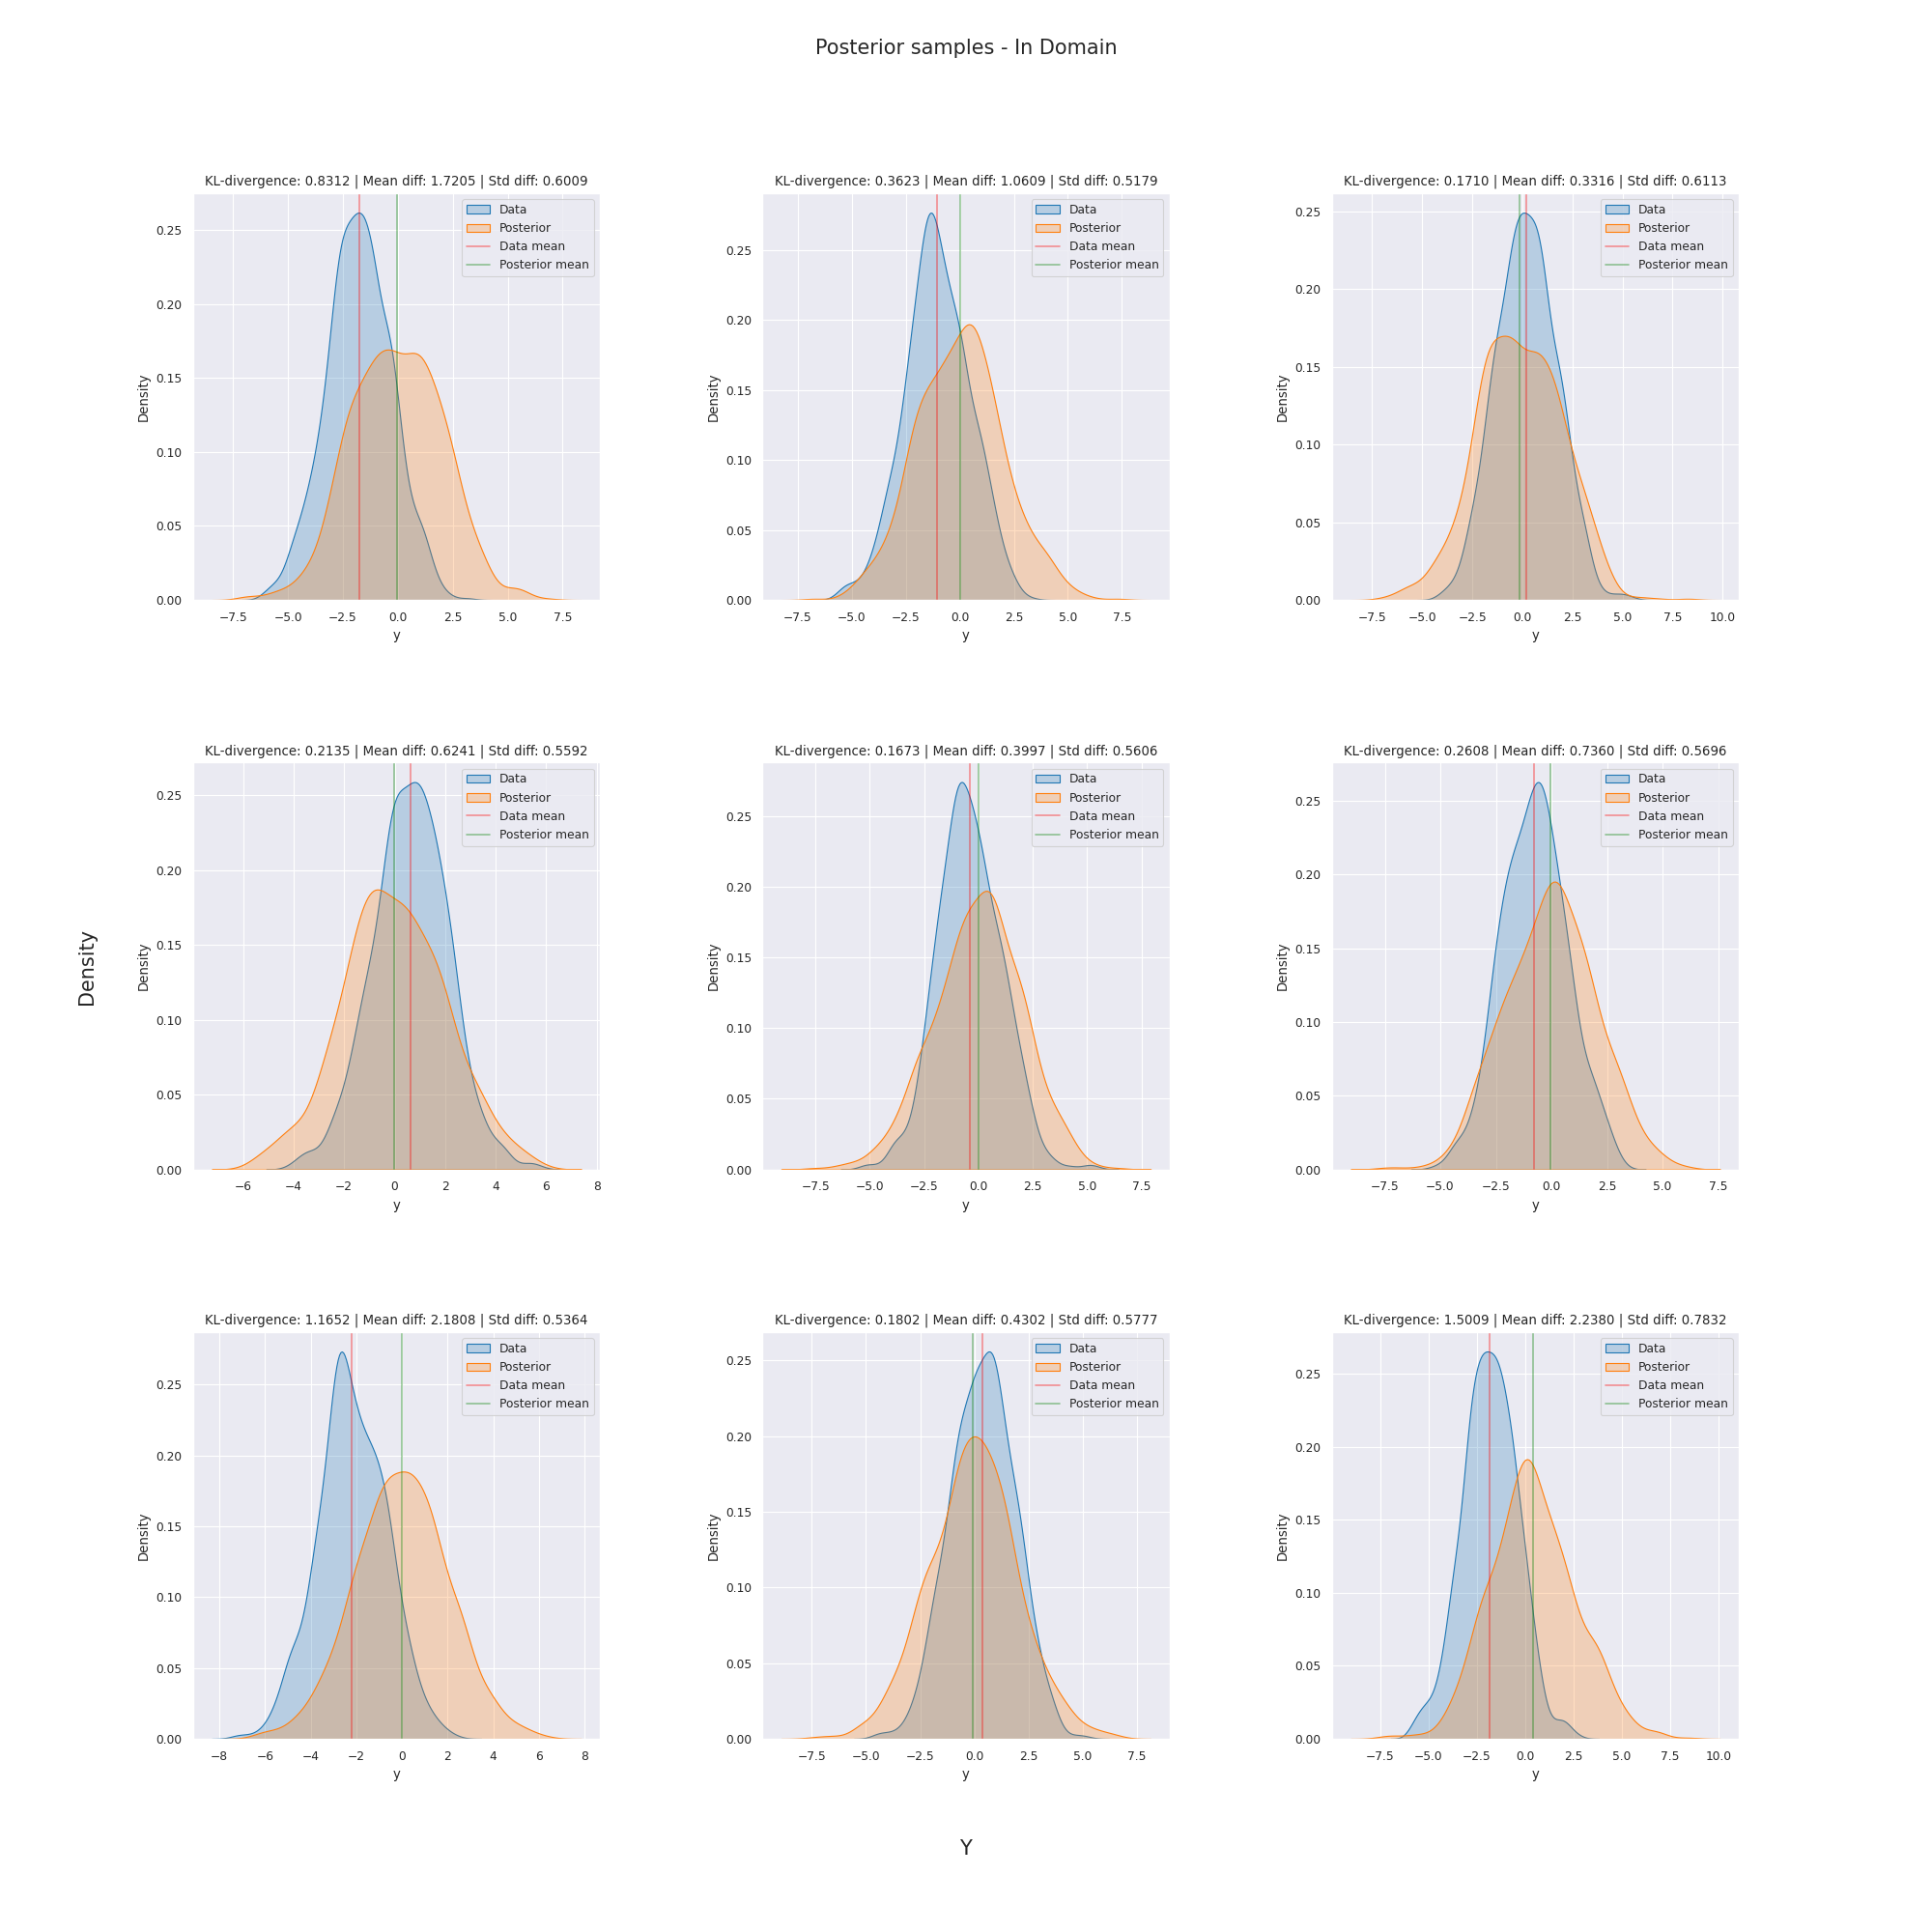 Posterior samples - In Domain
KL-divergence: 0.8312 | Mean diff: 1.7205 | Std diff: 0.6009
Data
Posterior
Data mean
Posterior mean
0.25
0.20
0.15
0.10
0.05
0.00
Density
−7.5 −5.0 −2.5 0.0 2.5 5.0 7.5
y
KL-divergence: 0.3623 | Mean diff: 1.0609 | Std diff: 0.5179
Data
Posterior
Data mean
Posterior mean
0.25
0.20
0.15
0.10
0.05
0.00
Density
−7.5 −5.0 −2.5 0.0 2.5 5.0 7.5
y
KL-divergence: 0.1710 | Mean diff: 0.3316 | Std diff: 0.6113
Data
Posterior
Data mean
Posterior mean
0.25
0.20
0.15
0.10
0.05
0.00
Density
−7.5 −5.0 −2.5 0.0 2.5 5.0 7.5 10.0
y
Density
KL-divergence: 0.2135 | Mean diff: 0.6241 | Std diff: 0.5592
Data
Posterior
Data mean
Posterior mean
0.25
0.20
0.15
0.10
0.05
0.00
Density
−6 −4 −2 0 2 4 6 8
y
KL-divergence: 0.1673 | Mean diff: 0.3997 | Std diff: 0.5606
Data
Posterior
Data mean
Posterior mean
0.25
0.20
0.15
0.10
0.05
0.00
Density
−7.5 −5.0 −2.5 0.0 2.5 5.0 7.5
y
KL-divergence: 0.2608 | Mean diff: 0.7360 | Std diff: 0.5696
Data
Posterior
Data mean
Posterior mean
0.25
0.20
0.15
0.10
0.05
0.00
Density
−7.5 −5.0 −2.5 0.0 2.5 5.0 7.5
y
KL-divergence: 1.1652 | Mean diff: 2.1808 | Std diff: 0.5364
Data
Posterior
Data mean
Posterior mean
0.25
0.20
0.15
0.10
0.05
0.00
Density
−8 −6 −4 −2 0 2 4 6 8
y
KL-divergence: 0.1802 | Mean diff: 0.4302 | Std diff: 0.5777
Data
Posterior
Data mean
Posterior mean
0.25
0.20
0.15
0.10
0.05
0.00
Density
−7.5 −5.0 −2.5 0.0 2.5 5.0 7.5
y
KL-divergence: 1.5009 | Mean diff: 2.2380 | Std diff: 0.7832
Data
Posterior
Data mean
Posterior mean
0.25
0.20
0.15
0.10
0.05
0.00
Density
−7.5 −5.0 −2.5 0.0 2.5 5.0 7.5 10.0
y
Y